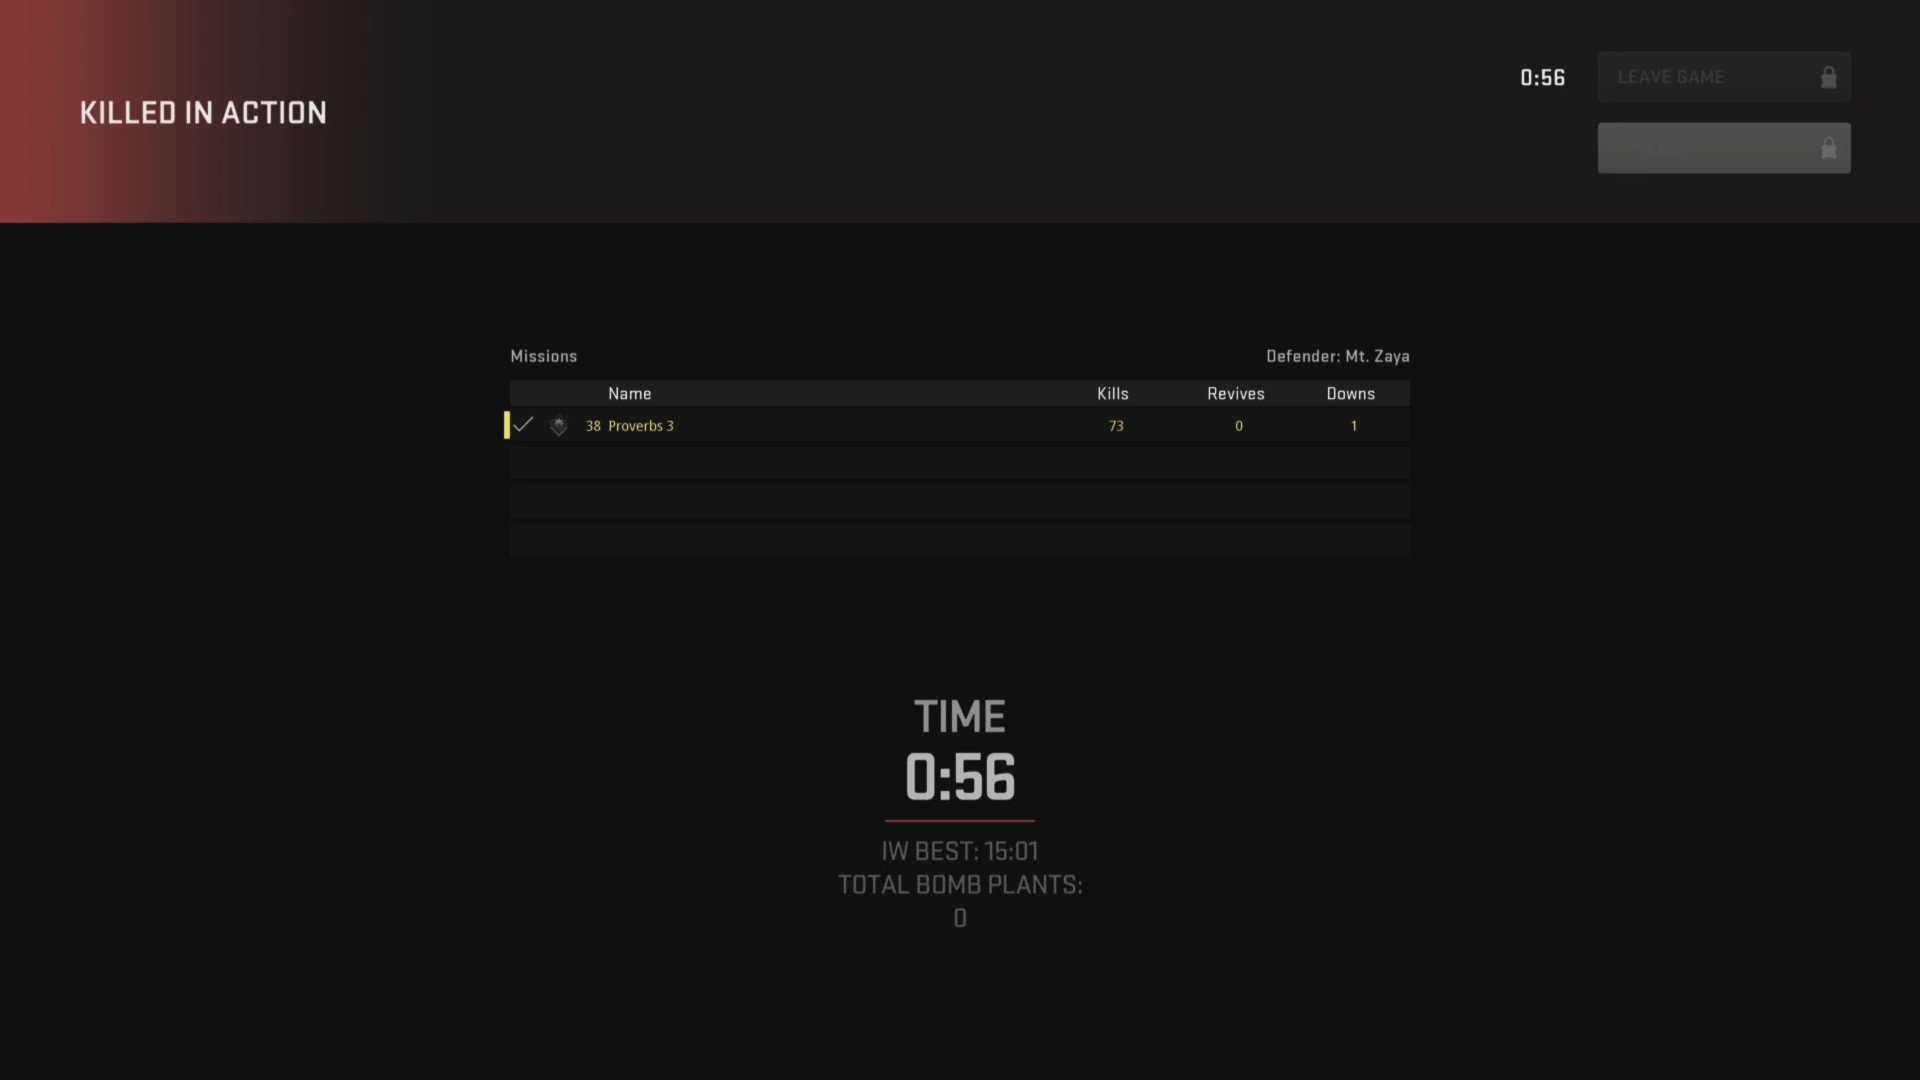 KILLED IN ACTION
0:56
LEAVE GAME
Missions
Defender: Mt. Zaya
Name Kills Revives Downs
38 Proverbs 3 73 0 1
TIME
0:56
IW BEST: 15:01
TOTAL BOMB PLANTS:
0